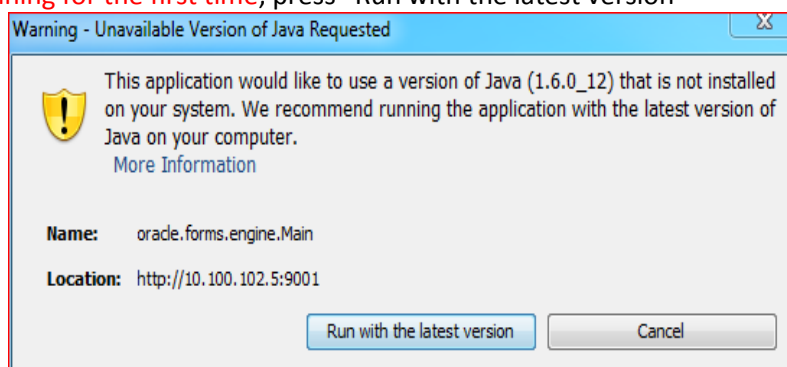 ning for the first time, press "Run with the latest version"
Warning - Unavailable Version of Java Requested
This application would like to use a version of Java (1.6.0_12) that is not installed
on your system. We recommend running the application with the latest version of
Java on your computer.
More Information
Name: oracle.forms.engine.Main
Location: http://10.100.102.5:9001
Run with the latest version Cancel